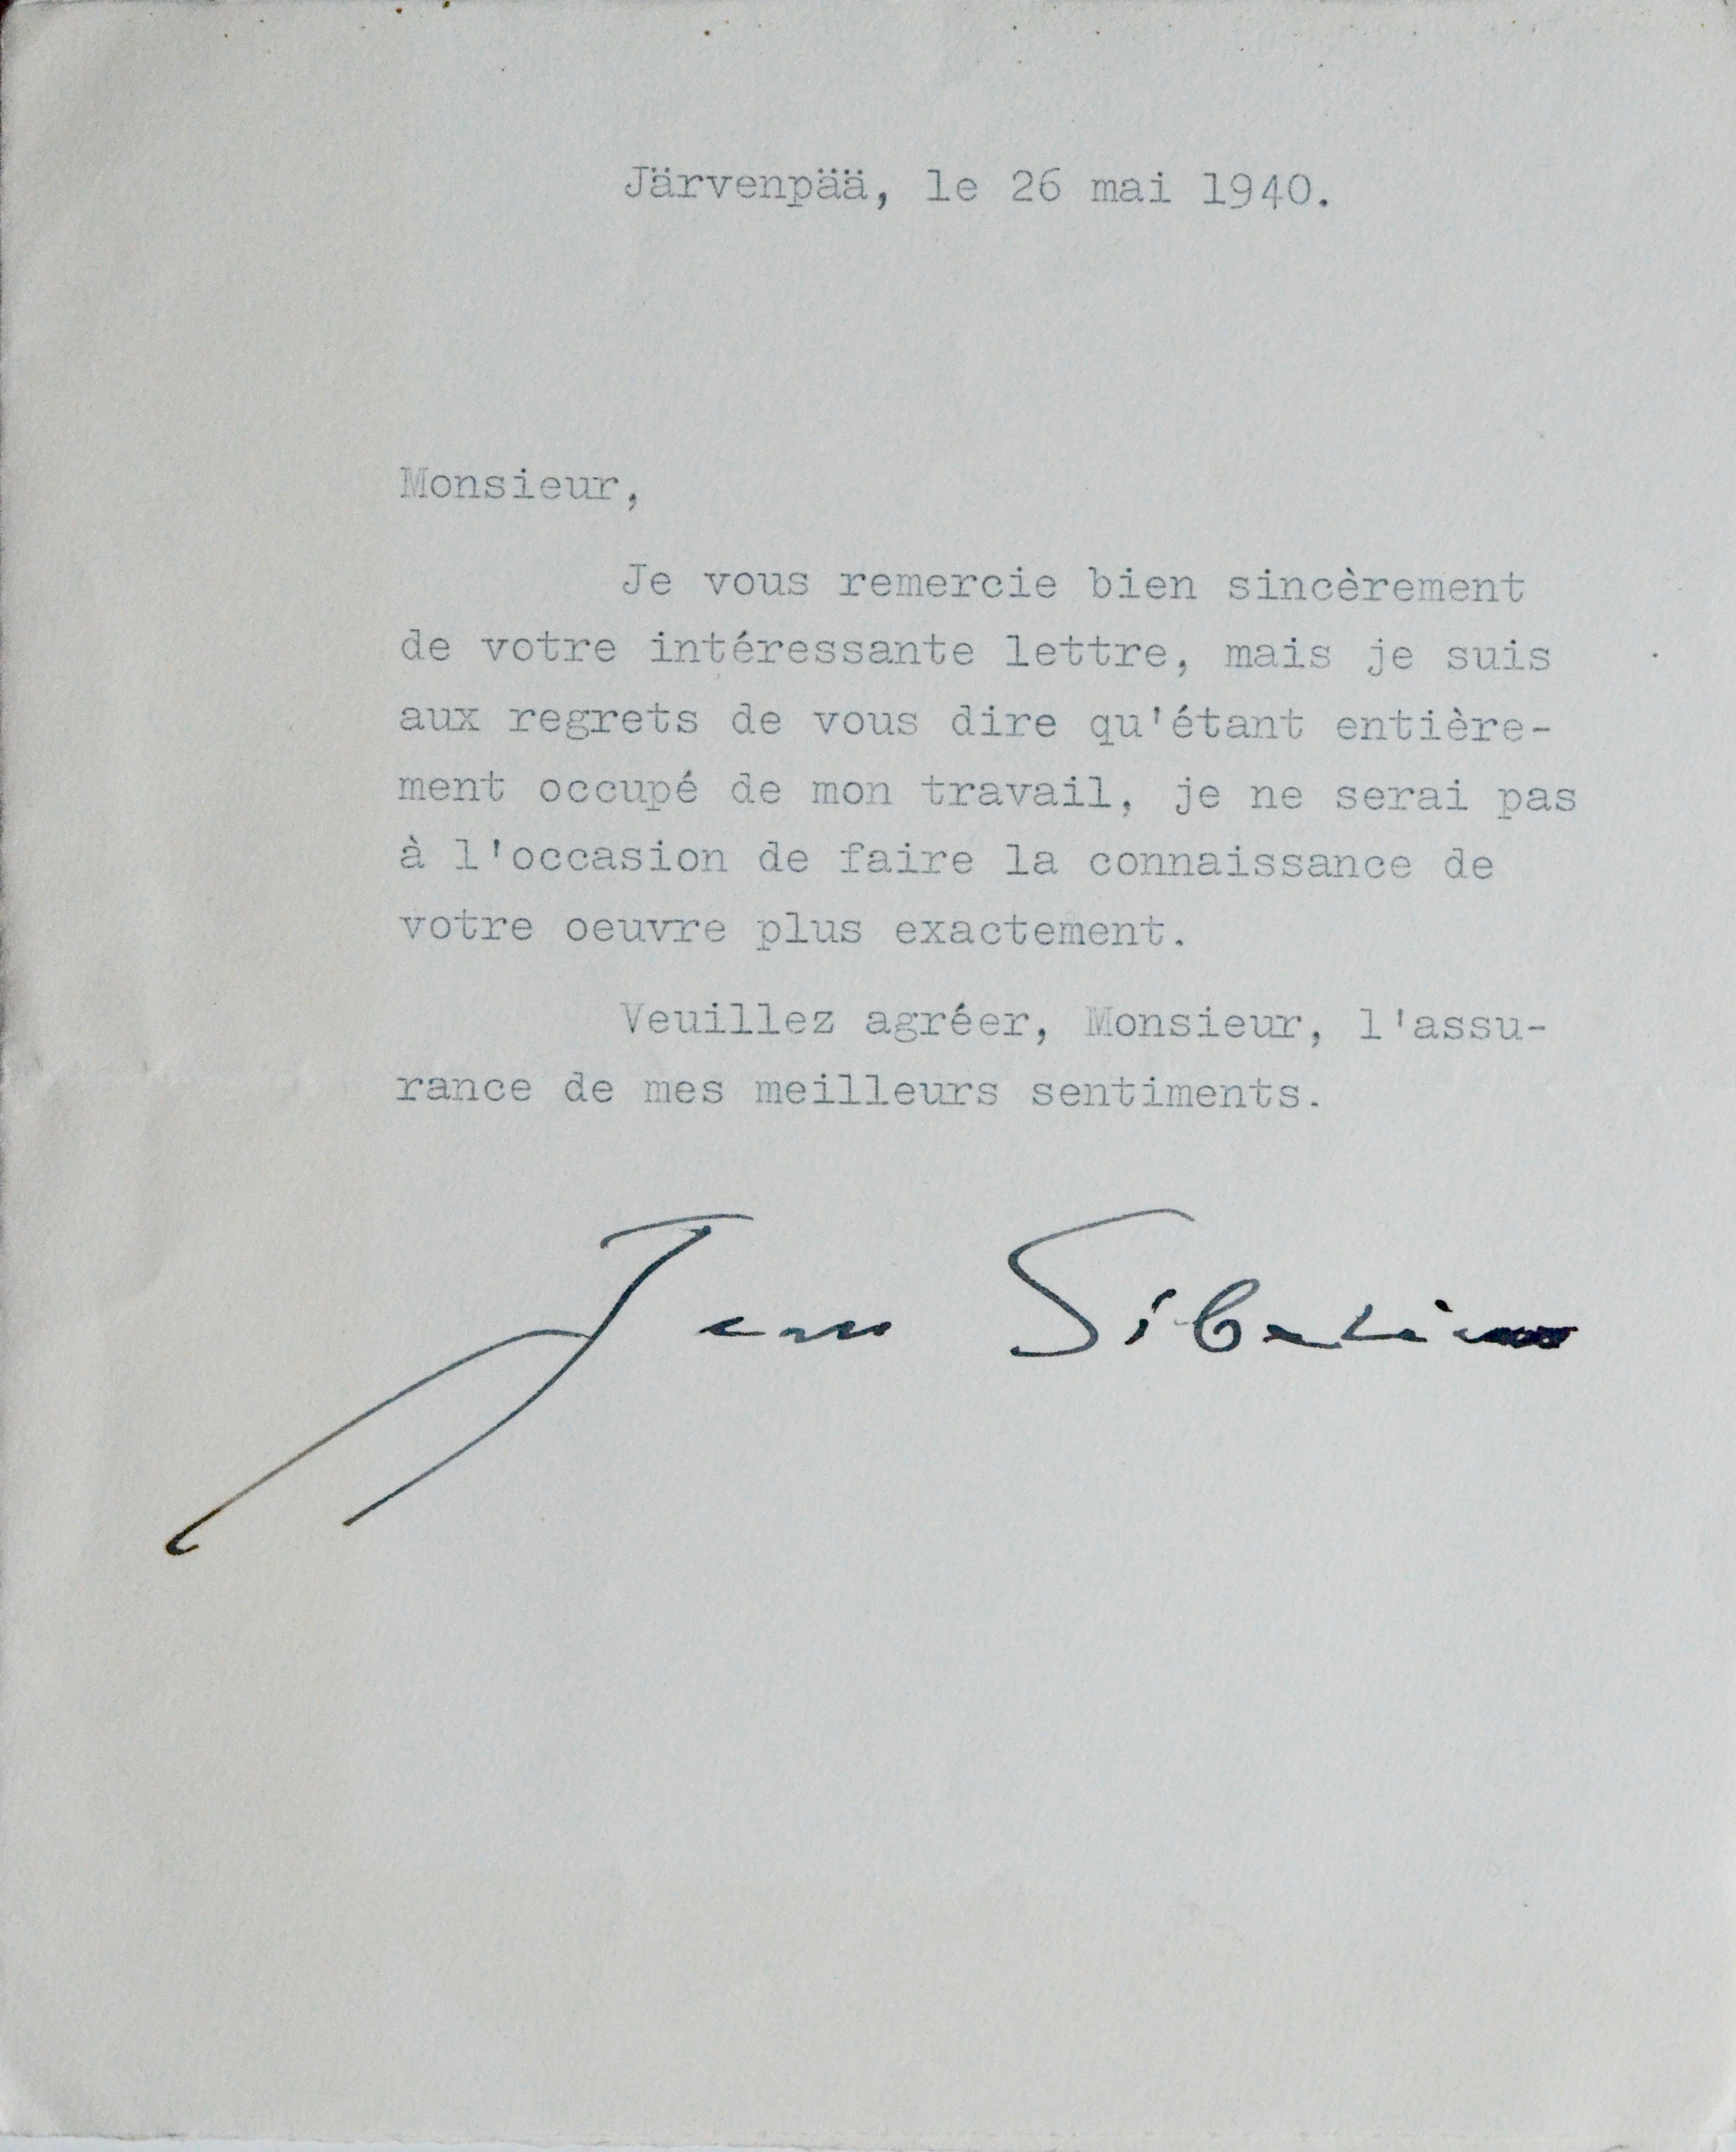 Järvenpää, le 26 mai 1940.
Monsieur,
Je vous remercie bien sincèrement
de votre intéressante lettre, mais je suis
aux regrets de vous dire qu'étant entière-
ment occupé de mon travail, je ne serai pas
à l'occasion de faire la connaissance de
votre oeuvre plus exactement.
Veuillez agréer, Monsieur, l'assu-
rance de mes meilleurs sentiments.
Jean Sibelius